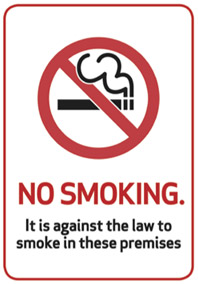 NO SMOKING.
It is against the law to
smoke in these premises